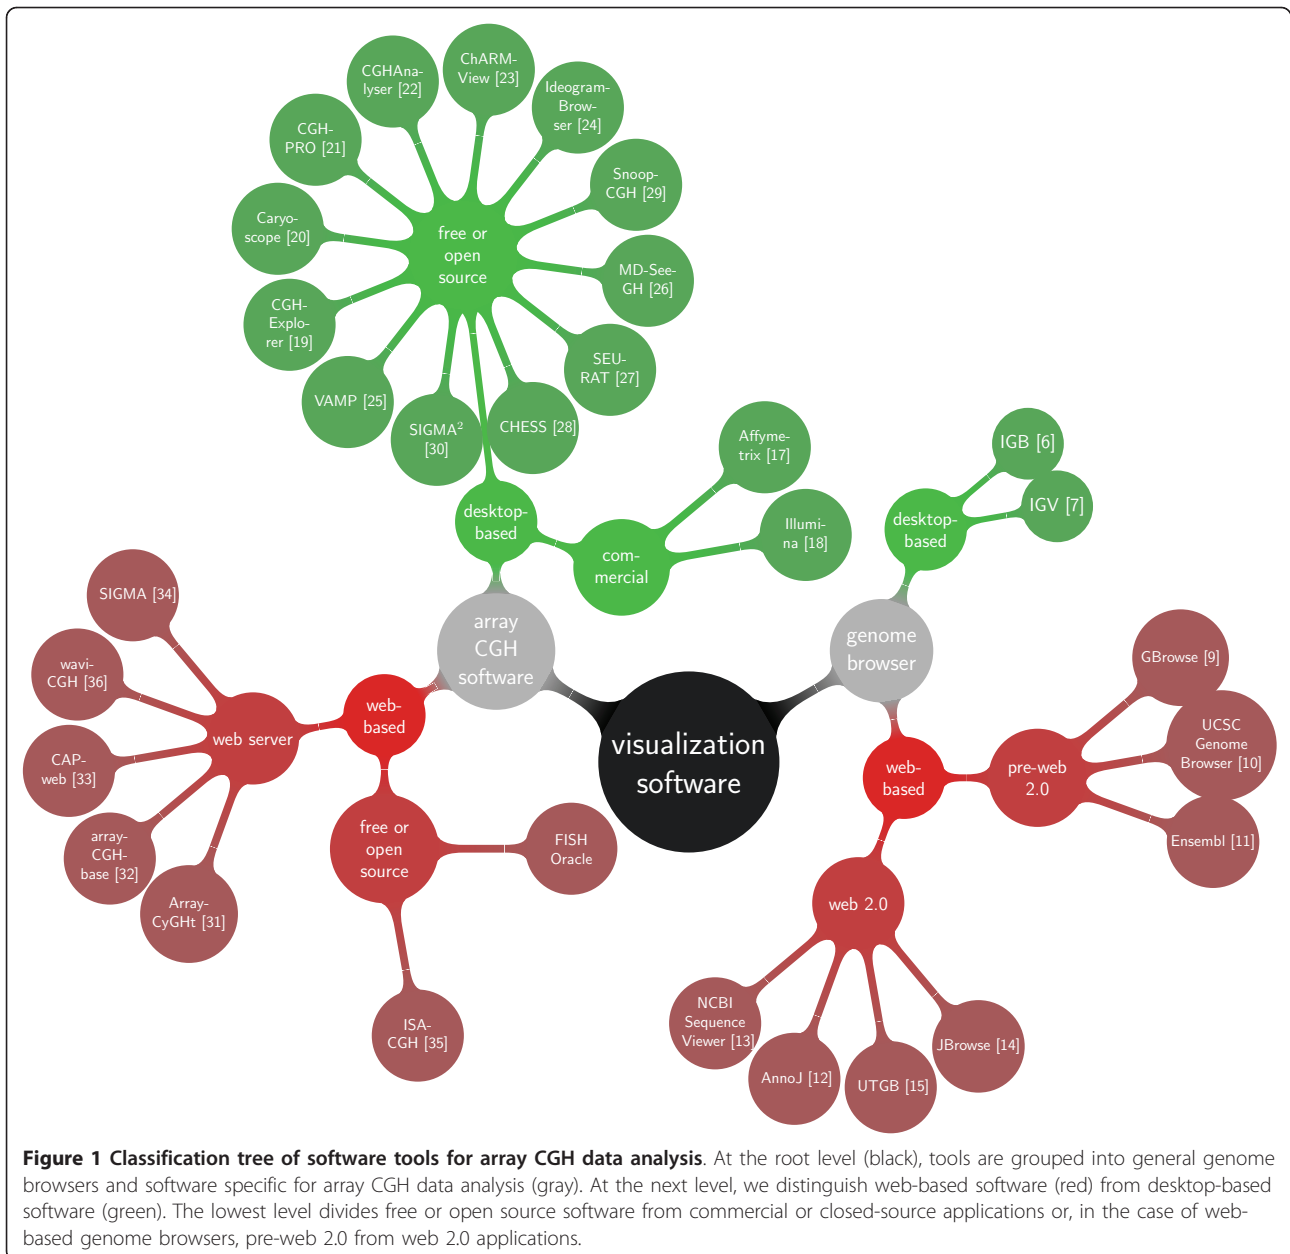 ChARM-
View [23]
CGHAna-
lyser [22]
Ideogram-
Brow-
ser [24]
CGH-
PRO [21]
Snoop-
CGH [29]
Caryo-
scope [20]
free or
open
source
MD-See-
GH [26]
CGH-
Explo-
rer [19]
SEU-
RAT [27]
VAMP [25]
SIGMA² [30]
CHESS [28]
Affyme-
trix [17]
IGB [6]
IGV [7]
desktop-
based
Illumi-
na [18]
desktop-
based
com-
mercial
SIGMA [34]
array
CGH
software
genome
browser
GBrowse [9]
wavi-
CGH [36]
web-
based
web server
UCSC
Genome
Browser [10]
visualization
software
CAP-
web [33]
web-
based
pre-web
2.0
array-
CGH-
base [32]
free or
open
source
FISH
Oracle
Ensembl [11]
Array-
CyGHt [31]
web 2.0
ISA-
CGH [35]
NCBI
Sequence
Viewer [13]
AnnoJ [12]
UTGB [15]
JBrowse [14]
Figure 1 Classification tree of software tools for array CGH data analysis. At the root level (black), tools are grouped into general genome
browsers and software specific for array CGH data analysis (gray). At the next level, we distinguish web-based software (red) from desktop-based
software (green). The lowest level divides free or open source software from commercial or closed-source applications or, in the case of web-
based genome browsers, pre-web 2.0 from web 2.0 applications.